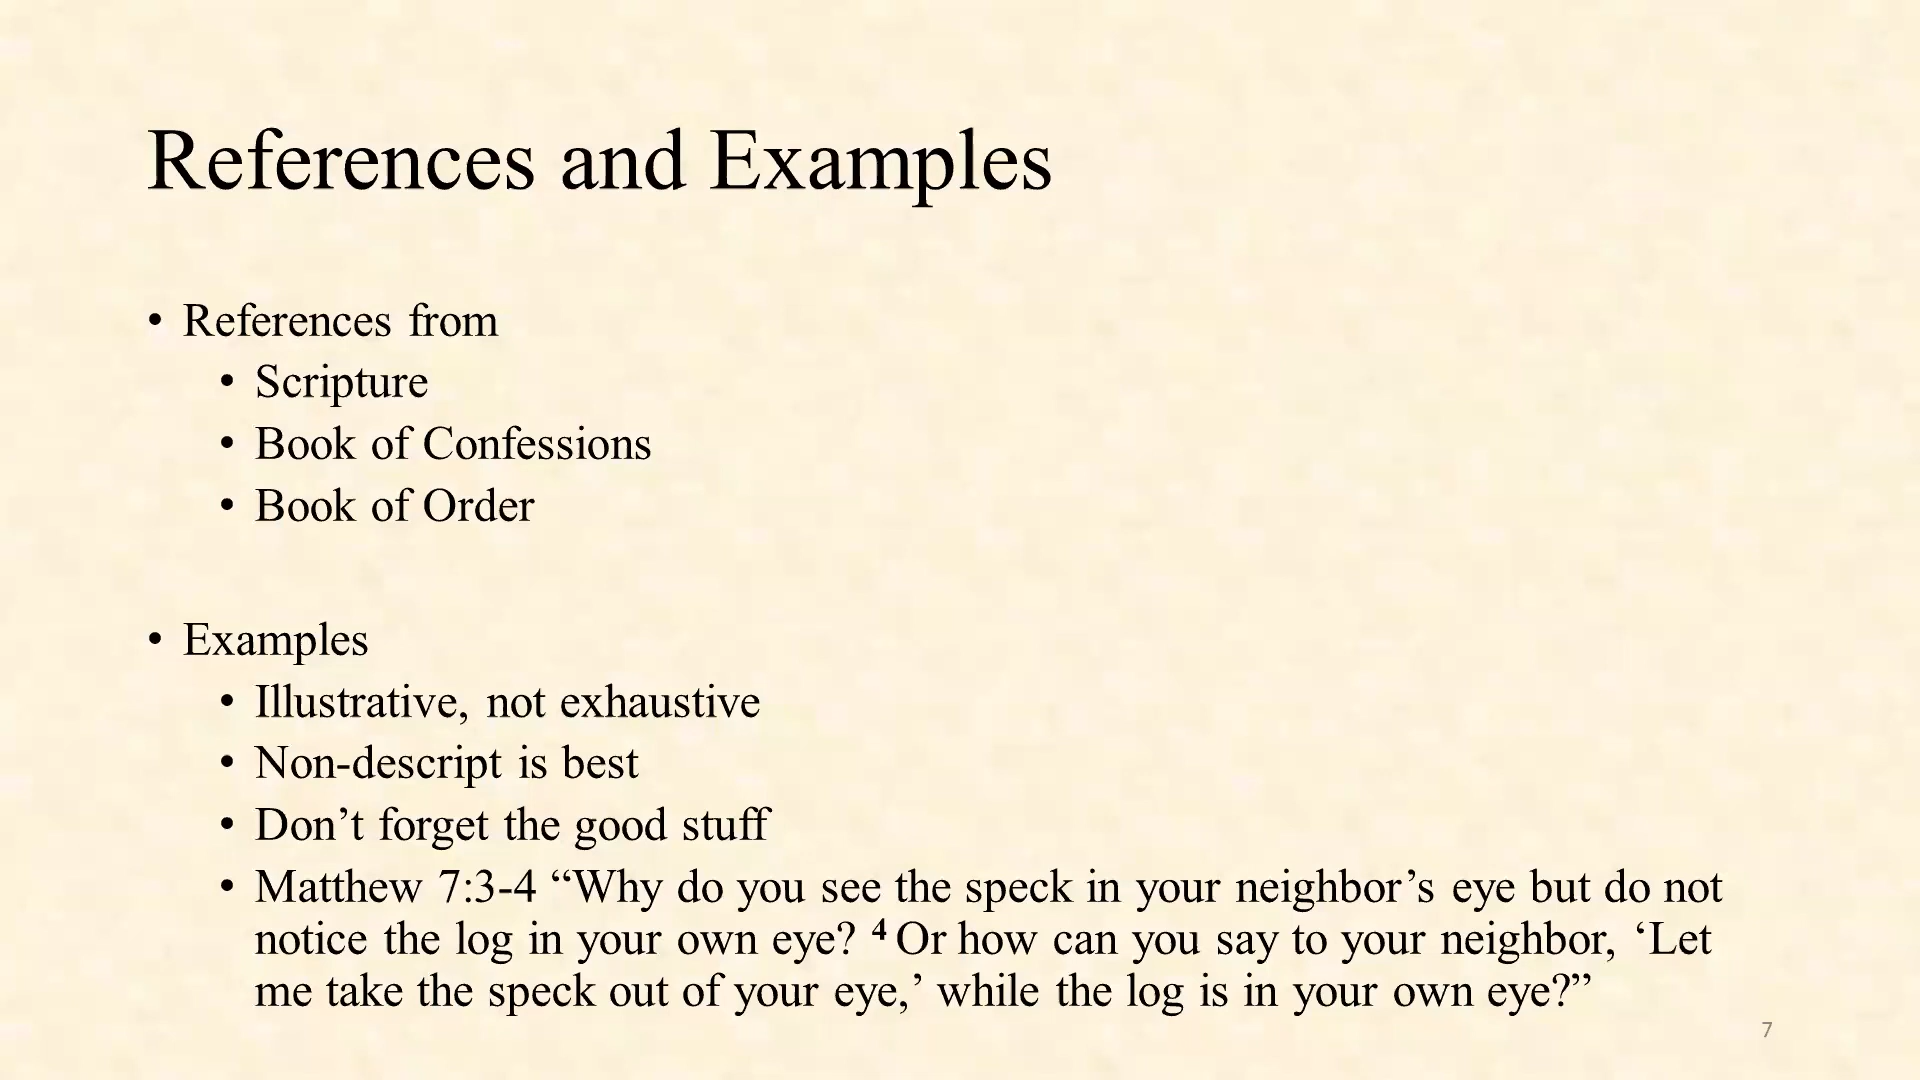 References and Examples
• References from
• Scripture
• Book of Confessions
• Book of Order
• Examples
• Illustrative, not exhaustive
• Non-descript is best
• Don’t forget the good stuff
• Matthew 7:3-4 “Why do you see the speck in your neighbor’s eye but do not
notice the log in your own eye? ⁴ Or how can you say to your neighbor, ‘Let
me take the speck out of your eye,’ while the log is in your own eye?”
7